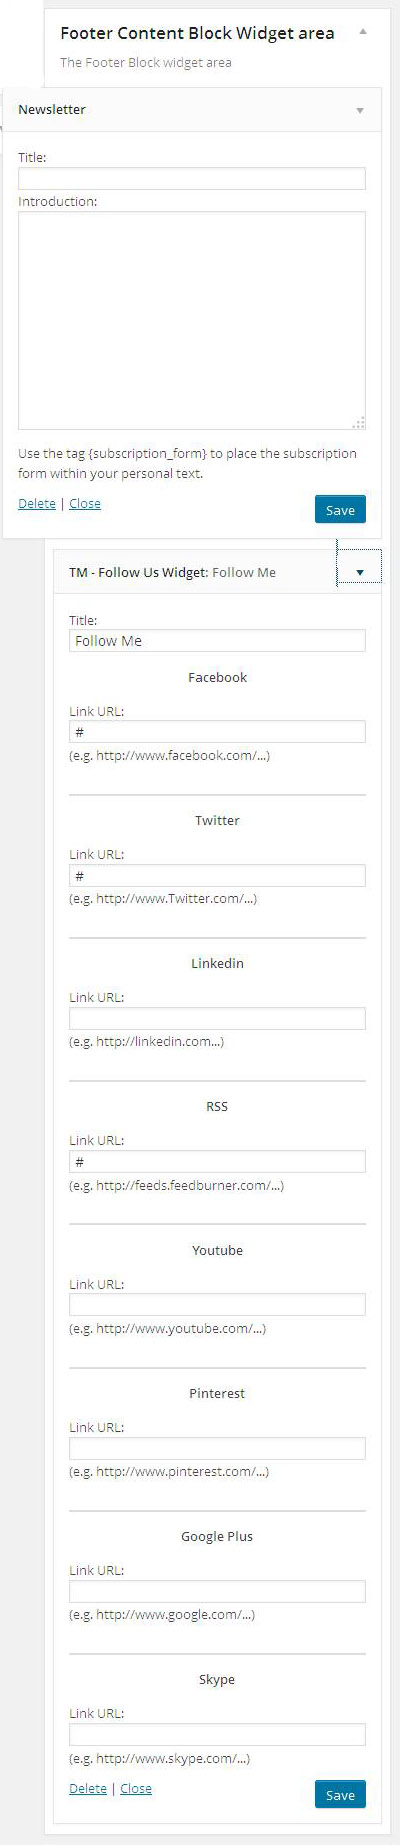 Footer Content Block Widget area
The Footer Block widget area
Newsletter
Title:
Introduction:
Use the tag {subscription_form} to place the subscription
form within your personal text.
Delete | Close
Save
TM - Follow Us Widget: Follow Me
Title:
Follow Me
Facebook
Link URL:
#
(e.g. http://www.facebook.com/...)
Twitter
Link URL:
#
(e.g. http://www.Twitter.com/...)
Linkedin
Link URL:
(e.g. http://linkedin.com...)
RSS
Link URL:
#
(e.g. http://feeds.feedburner.com/...)
Youtube
Link URL:
(e.g. http://www.youtube.com/...)
Pinterest
Link URL:
(e.g. http://www.pinterest.com/...)
Google Plus
Link URL:
(e.g. http://www.google.com/...)
Skype
Link URL:
(e.g. http://www.skype.com/...)
Delete | Close
Save